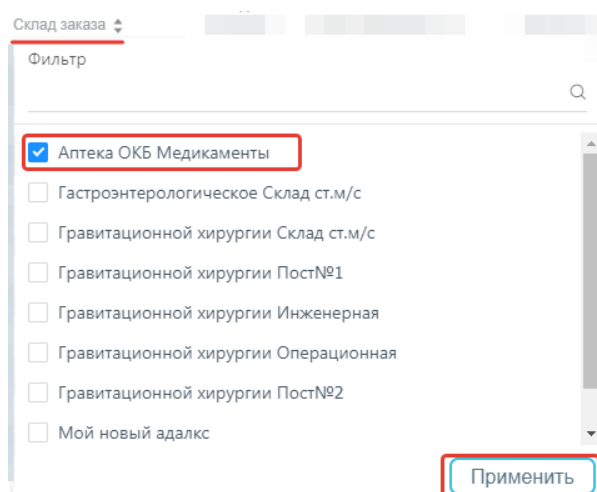 Склад заказа
Фильтр
Аптека ОКБ Медикаменты
Гастроэнтерологическое Склад ст.м/с
Гравитационной хирургии Склад ст.м/с
Гравитационной хирургии Пост№1
Гравитационной хирургии Инженерная
Гравитационной хирургии Операционная
Гравитационной хирургии Пост№2
Мой новый адалкс
Применить